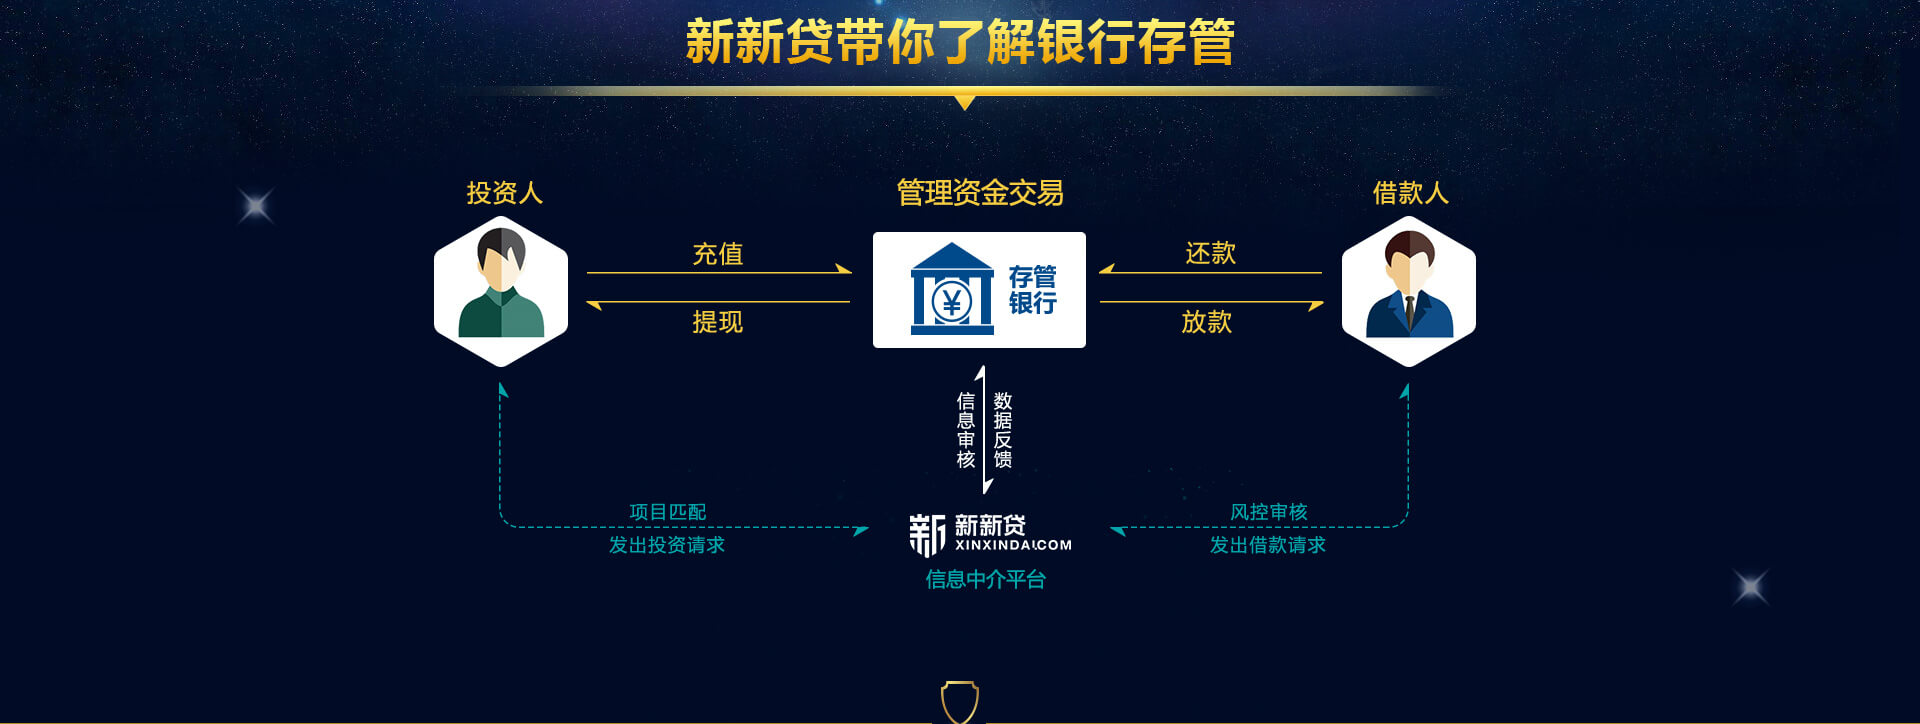 新新贷带你了解银行存管
投资人
管理资金交易
借款人
充值
提现
¥
存管
银行
还款
放款
信息审核
数据反馈
项目匹配
发出投资请求
新新贷
XINXINDAI.COM
信息中介平台
风控审核
发出借款请求